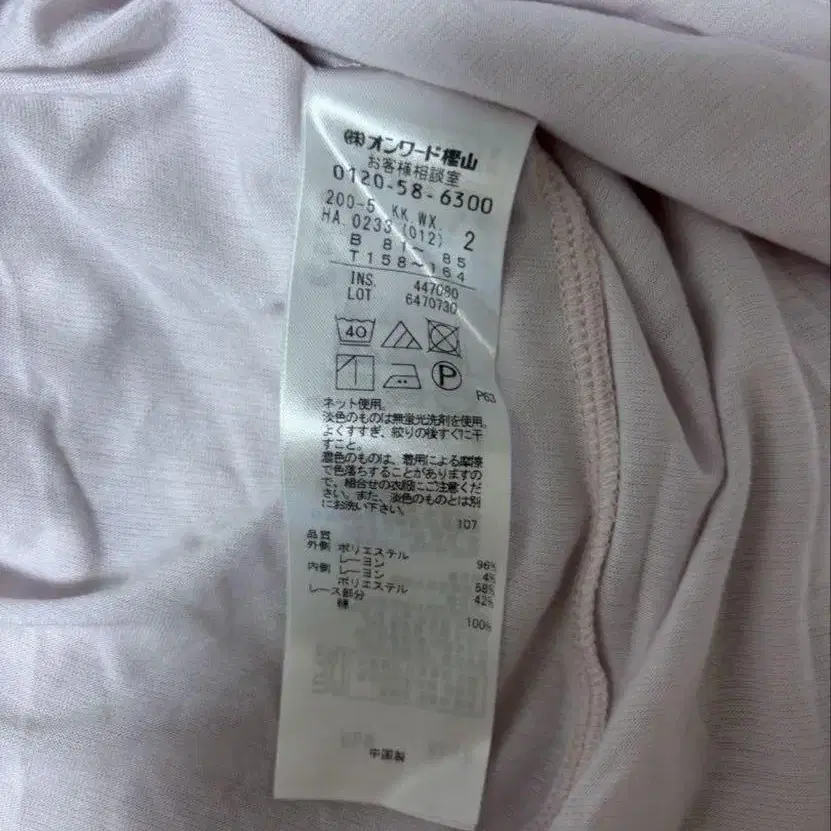 ㈱オンワード樫山
お客様相談室
0120-58-6300
200-5 KK.WX.
HA.0233 (012) 2
B 81~ 85
T158~164
INS. 447080
LOT 6470730
40
P
P63
ネット使用。
淡色のものは無蛍光洗剤を使用。
よくすすぎ、絞りの後すぐに干
すこと。
濃色のものは、着用による摩擦
で色落ちすることがありますの
で、組合せの衣服にご注意くだ
さい。また、淡色のものとは別
にお洗い下さい。
107
品質
外側 ポリエステル 96%
レーヨン 4%
内側 レーヨン 58%
ポリエステル 42%
レース部分
綿 100%
中国製